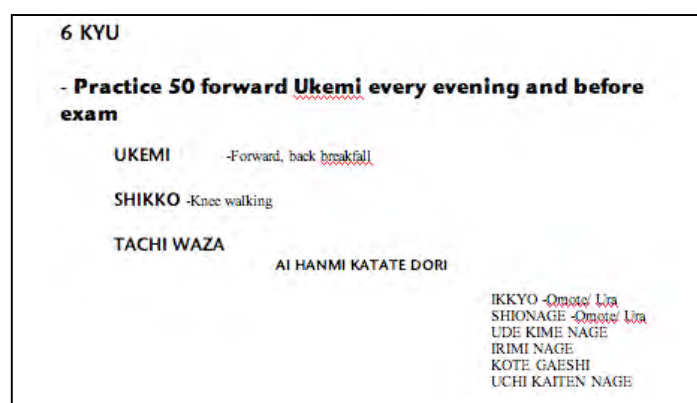 6 KYU
- Practice 50 forward Ukemi every evening and before
exam
UKEMI -Forward, back breakfall
SHIKKO -Knee walking
TACHI WAZA
AI HANMI KATATE DORI
IKKYO -Omote/ Ura
SHIONAGE -Omote/ Ura
UDE KIME NAGE
IRIMI NAGE
KOTE GAESHI
UCHI KAITEN NAGE